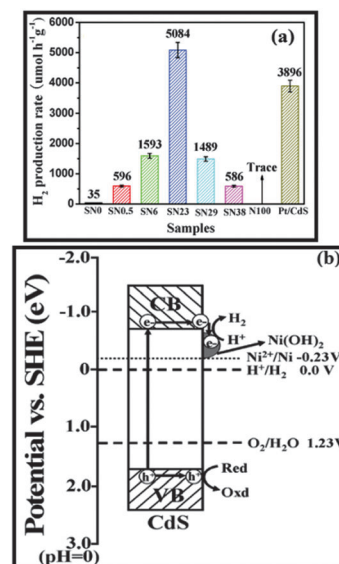 (a)
H₂ production rate (umol h⁻¹g⁻¹)
6000
5000
4000
3000
2000
1000
0
35
596
1593
5084
1489
586
Trace
3896
SN0 SN0.5 SN6 SN23 SN29 SN38 N100 Pt/CdS
Samples
(b)
Potential vs. SHE (eV)
-2.0
-1.0
0
1.0
2.0
3.0
(pH=0)
CB
e- e-
H₂
H⁺
e-
Ni(OH)₂
Ni²⁺/Ni -0.23V
H⁺/H₂ 0.0 V
O₂/H₂O 1.23V
h⁺ h⁺
Red
Oxd
VB
CdS